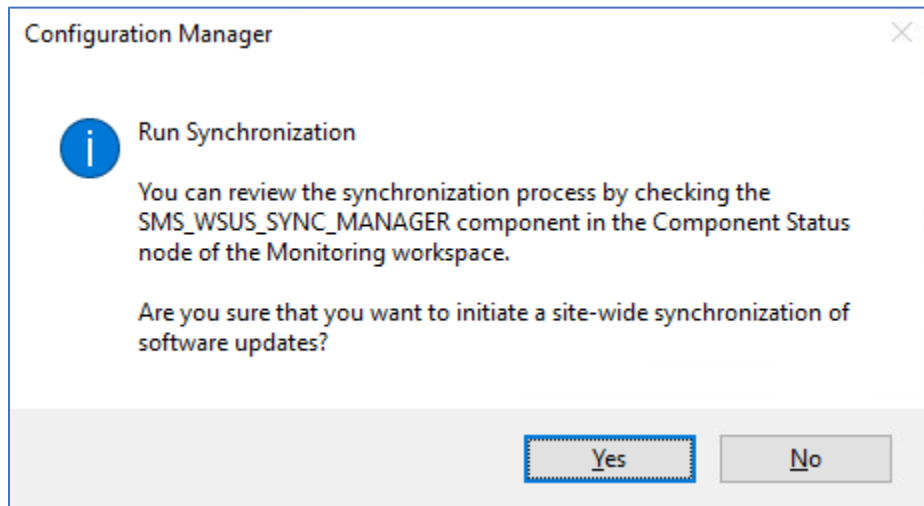 Configuration Manager
Run Synchronization
You can review the synchronization process by checking the
SMS_WSUS_SYNC_MANAGER component in the Component Status
node of the Monitoring workspace.
Are you sure that you want to initiate a site-wide synchronization of
software updates?
Yes
No